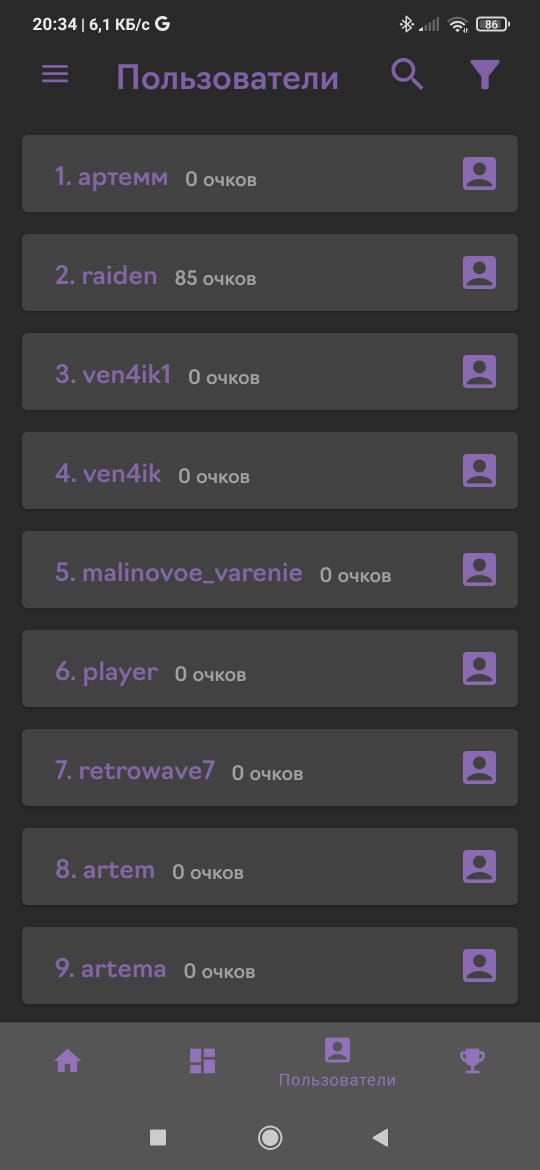 20:34 | 6,1 КБ/с G 86
Пользователи
1. артемм 0 очков
2. raiden 85 очков
3. ven4ik1 0 очков
4. ven4ik 0 очков
5. malinovoe_varenie 0 очков
6. player 0 очков
7. retrowave7 0 очков
8. artem 0 очков
9. artema 0 очков
Пользователи